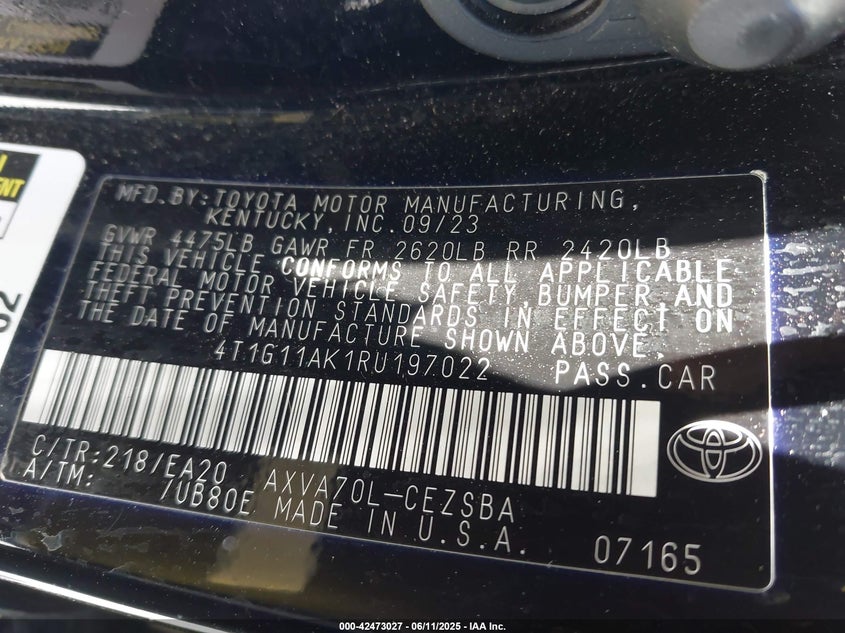 MFD.BY:TOYOTA MOTOR MANUFACTURING,
KENTUCKY,INC.09/23
GVWR 4475LB GAWR FR 2620LB RR 2420LB
THIS VEHICLE CONFORMS TO ALL APPLICABLE
FEDERAL MOTOR VEHICLE SAFETY,BUMPER,AND
THEFT PREVENTION STANDARDS IN EFFECT ON
THE DATE OF MANUFACTURE SHOWN ABOVE.
4T1G11AK1RU197022 PASS.CAR
C/TR:218/EA20 AXVA70L-CEZSBA
A/TM: /UB80E MADE IN U.S.A. 07165
000-42473027 - 06/11/2025 - IAA Inc.